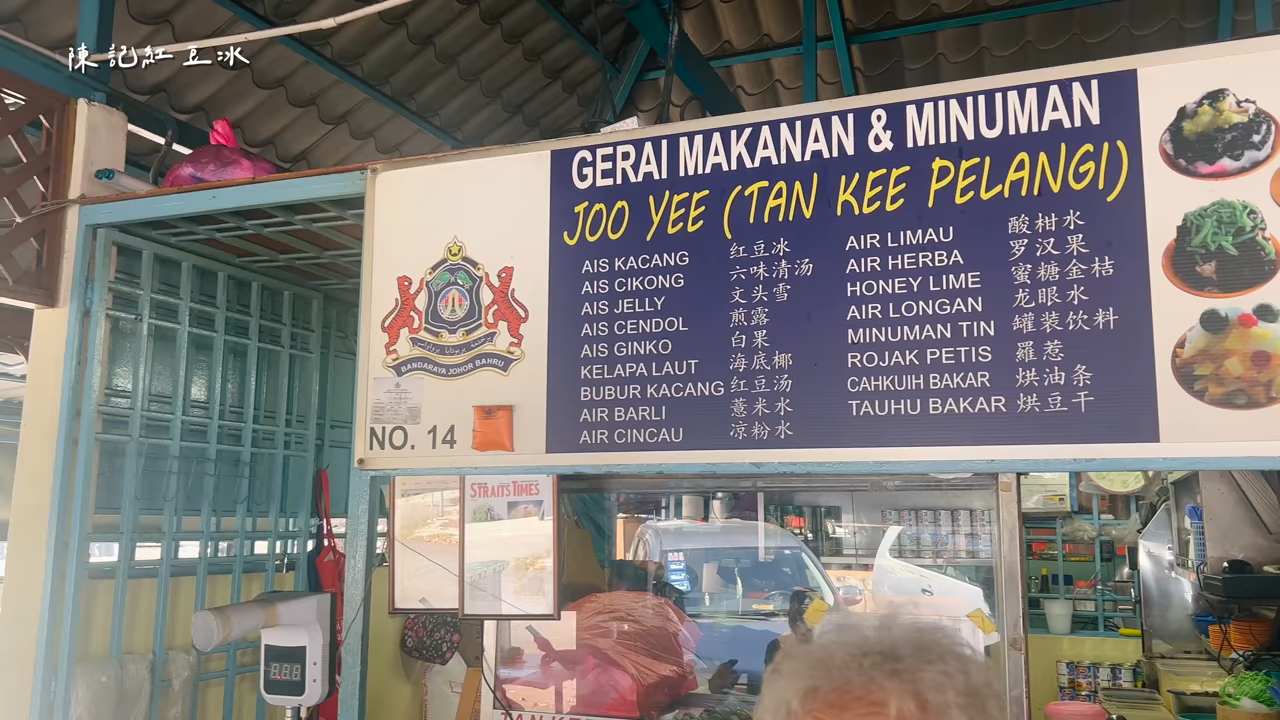 陳記紅豆冰
GERAI MAKANAN & MINUMAN
JOO YEE (TAN KEE PELANGI)
AIS KACANG 红豆冰
AIS CIKONG 六味清汤
AIS JELLY 文头雪
AIS CENDOL 煎露
AIS GINKO 白果
KELAPA LAUT 海底椰
BUBUR KACANG 红豆汤
AIR BARLI 薏米水
AIR CINCAU 凉粉水
AIR LIMAU 酸柑水
AIR HERBA 罗汉果
HONEY LIME 蜜糖金桔
AIR LONGAN 龙眼水
MINUMAN TIN 罐装饮料
ROJAK PETIS 羅惹
CAHKUIH BAKAR 烘油条
TAUHU BAKAR 烘豆干
BANDARAYA JOHOR BAHRU
NO. 14
STRAITS TIMES
8.8.8